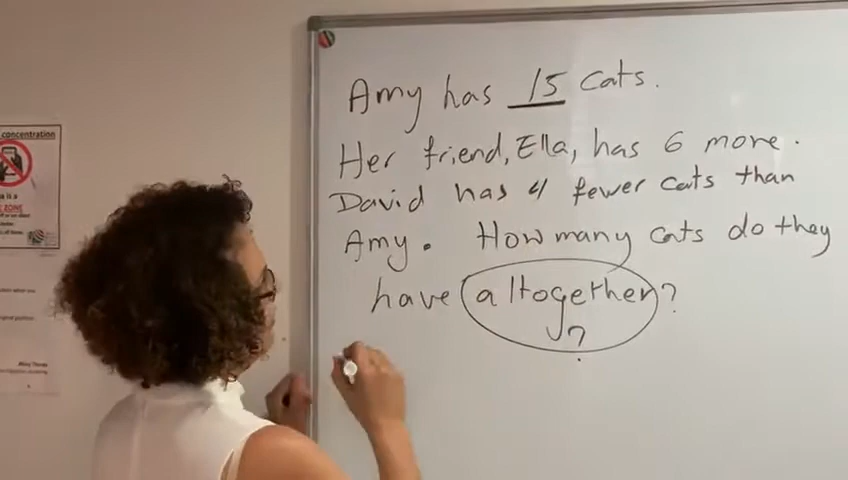 Amy has 15 cats.
Her friend, Ella, has 6 more.
David has 4 fewer cats than
Amy. How many cats do they
have altogether?
?
concentration